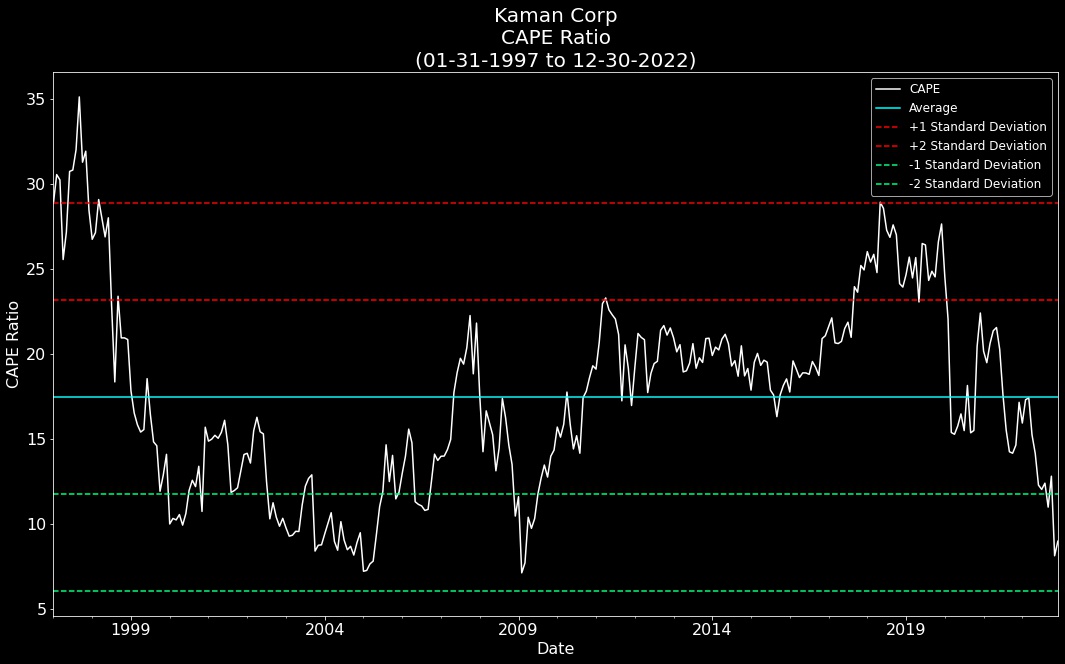 Kaman Corp
CAPE Ratio
(01-31-1997 to 12-30-2022)
CAPE
Average
+1 Standard Deviation
+2 Standard Deviation
-1 Standard Deviation
-2 Standard Deviation
35
30
25
20
15
10
5
CAPE Ratio
1999
2004
2009
2014
2019
Date